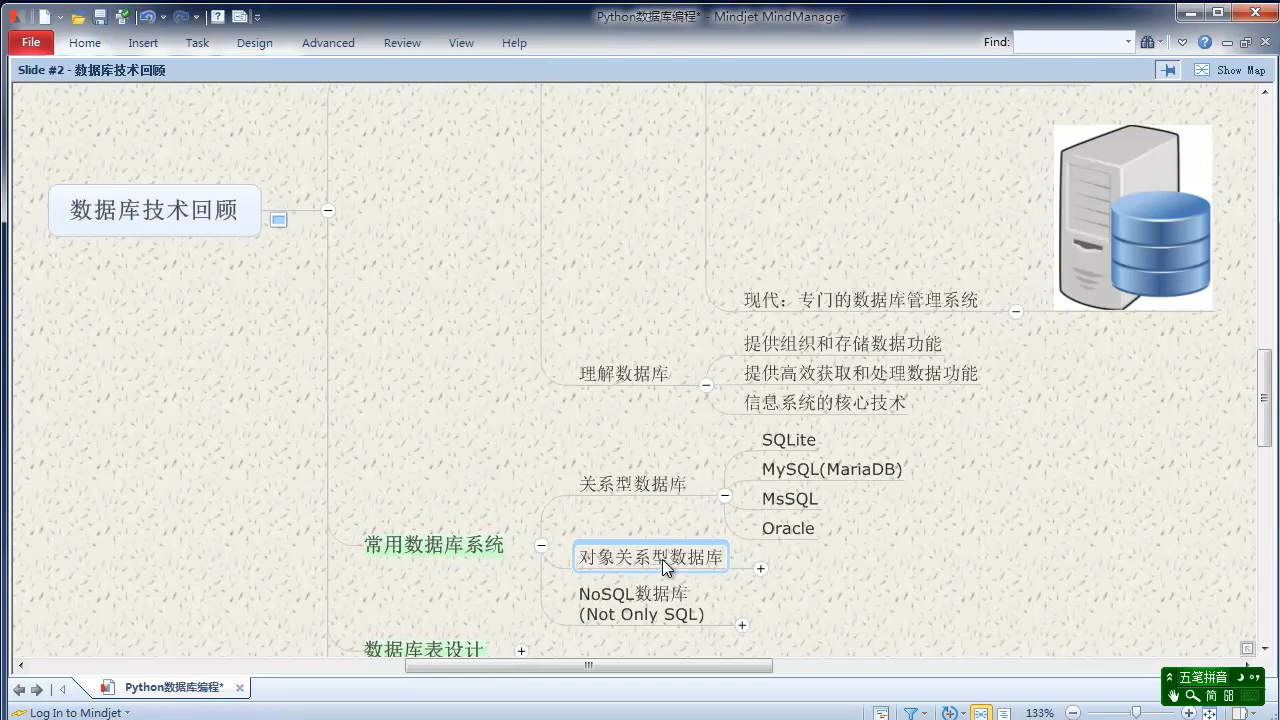 Python数据库编程* - Mindjet MindManager
File Home Insert Task Design Advanced Review View Help
Find:
Slide #2 - 数据库技术回顾
Show Map
数据库技术回顾
现代：专门的数据库管理系统
理解数据库
提供组织和存储数据功能
提供高效获取和处理数据功能
信息系统的核心技术
常用数据库系统
关系型数据库
SQLite
MySQL(MariaDB)
MsSQL
Oracle
对象关系型数据库
NoSQL数据库
(Not Only SQL)
数据库表设计
五笔拼音
简
Python数据库编程*
Log In to Mindjet
133%